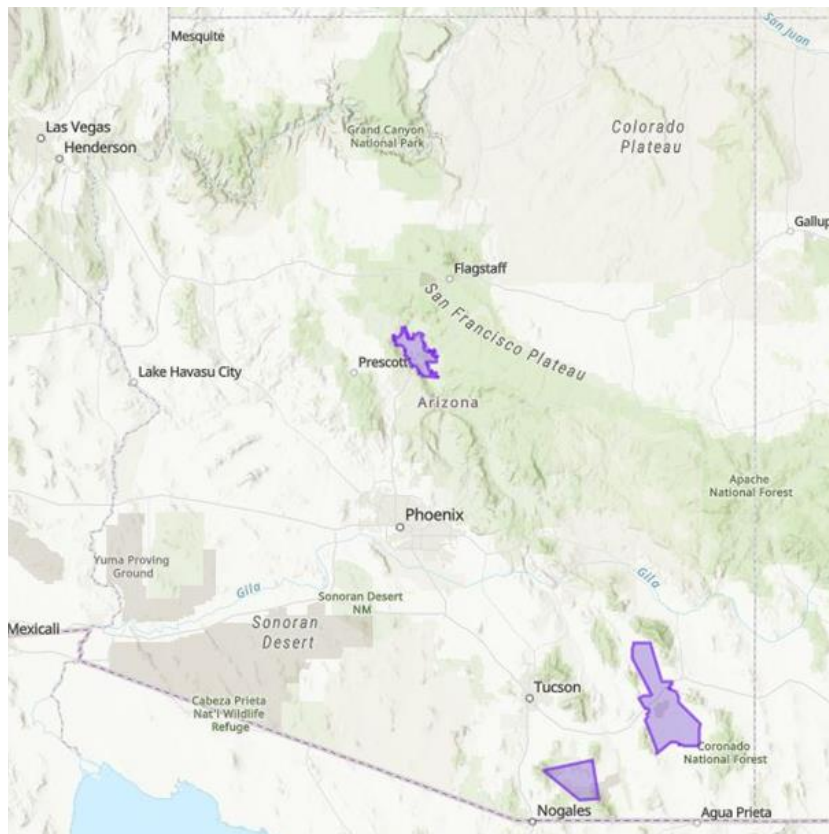 Mesquite
San Juan
Las Vegas
Henderson
Grand Canyon
National Park
Colorado
Plateau
Gallup
Flagstaff
San Francisco Plateau
Prescott
Lake Havasu City
Arizona
Apache
National Forest
Phoenix
Yuma Proving
Ground
Gila
Gila
Sonoran Desert
NM
Sonoran
Desert
Mexicali
Tucson
Cabeza Prieta
Nat'l Wildlife
Refuge
Coronado
National Forest
Nogales
Agua Prieta